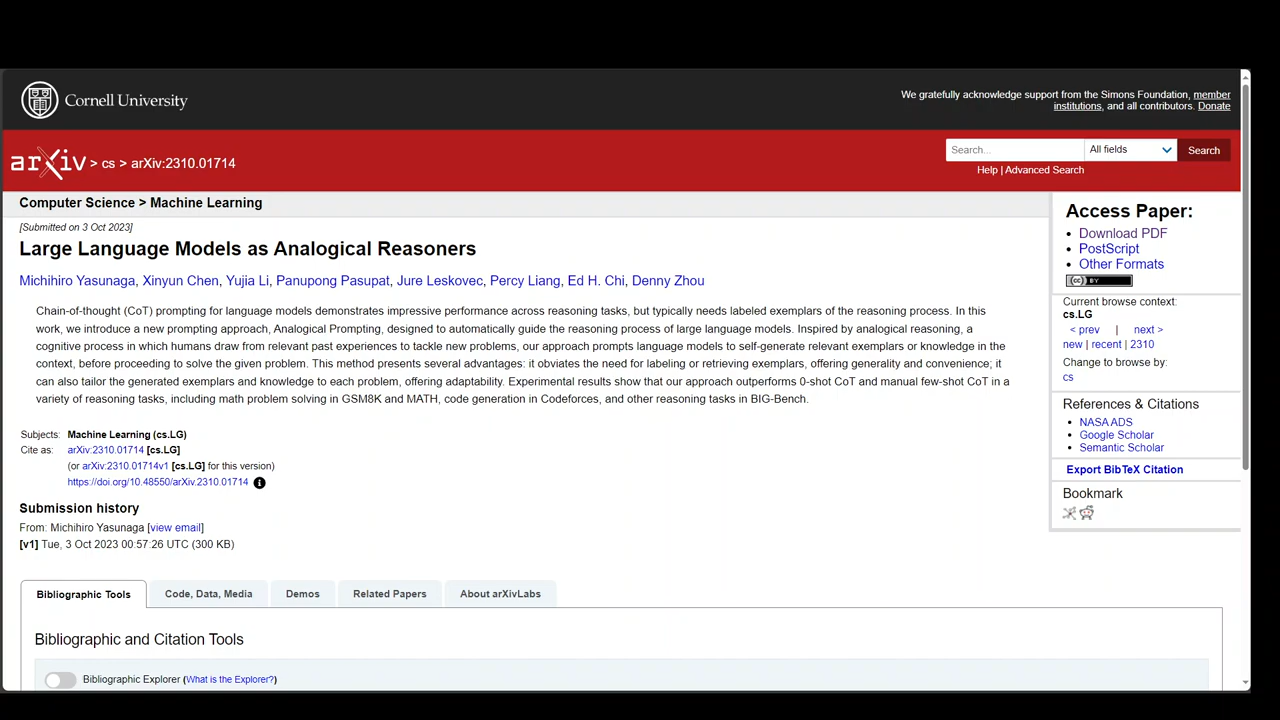 Cornell University
We gratefully acknowledge support from the Simons Foundation, member
institutions, and all contributors. Donate
arXiv > cs > arXiv:2310.01714
Search...
All fields
Search
Help | Advanced Search
Computer Science > Machine Learning
[Submitted on 3 Oct 2023]
Large Language Models as Analogical Reasoners
Michihiro Yasunaga, Xinyun Chen, Yujia Li, Panupong Pasupat, Jure Leskovec, Percy Liang, Ed H. Chi, Denny Zhou
Chain-of-thought (CoT) prompting for language models demonstrates impressive performance across reasoning tasks, but typically needs labeled exemplars of the reasoning process. In this
work, we introduce a new prompting approach, Analogical Prompting, designed to automatically guide the reasoning process of large language models. Inspired by analogical reasoning, a
cognitive process in which humans draw from relevant past experiences to tackle new problems, our approach prompts language models to self-generate relevant exemplars or knowledge in the
context, before proceeding to solve the given problem. This method presents several advantages: it obviates the need for labeling or retrieving exemplars, offering generality and convenience; it
can also tailor the generated exemplars and knowledge to each problem, offering adaptability. Experimental results show that our approach outperforms 0-shot CoT and manual few-shot CoT in a
variety of reasoning tasks, including math problem solving in GSM8K and MATH, code generation in Codeforces, and other reasoning tasks in BIG-Bench.
Subjects: Machine Learning (cs.LG)
Cite as: arXiv:2310.01714 [cs.LG]
(or arXiv:2310.01714v1 [cs.LG] for this version)
https://doi.org/10.48550/arXiv.2310.01714
Submission history
From: Michihiro Yasunaga [view email]
[v1] Tue, 3 Oct 2023 00:57:26 UTC (300 KB)
Access Paper:
Download PDF
PostScript
Other Formats
(cc) BY
Current browse context:
cs.LG
< prev | next >
new | recent | 2310
Change to browse by:
cs
References & Citations
NASA ADS
Google Scholar
Semantic Scholar
Export BibTeX Citation
Bookmark
Bibliographic Tools
Code, Data, Media
Demos
Related Papers
About arXivLabs
Bibliographic and Citation Tools
Bibliographic Explorer (What is the Explorer?)